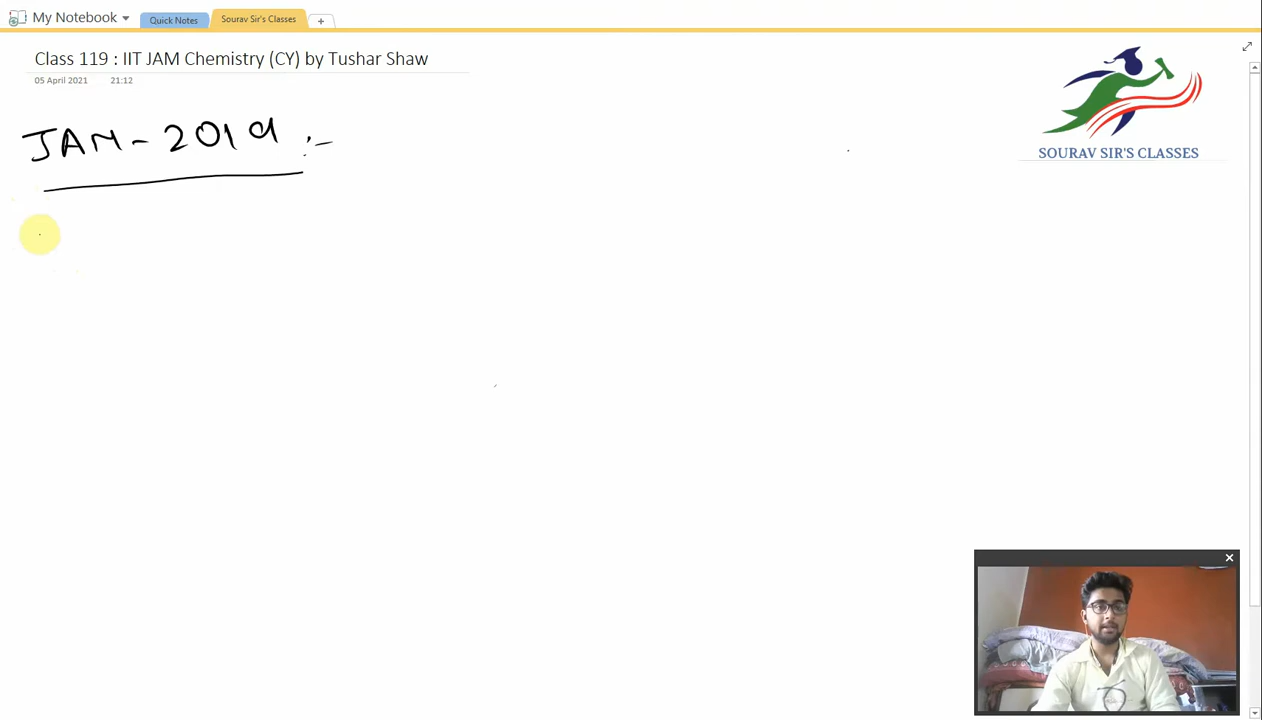 My Notebook
Quick Notes
Sourav Sir's Classes
+
Class 119 : IIT JAM Chemistry (CY) by Tushar Shaw
05 April 2021 21:12
JAM - 2019 :-
SOURAV SIR'S CLASSES